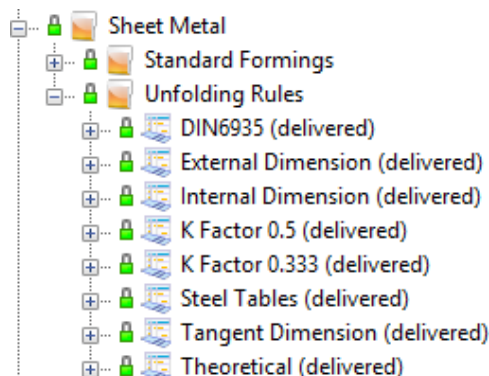 Sheet Metal
Standard Formings
Unfolding Rules
DIN6935 (delivered)
External Dimension (delivered)
Internal Dimension (delivered)
K Factor 0.5 (delivered)
K Factor 0.333 (delivered)
Steel Tables (delivered)
Tangent Dimension (delivered)
Theoretical (delivered)